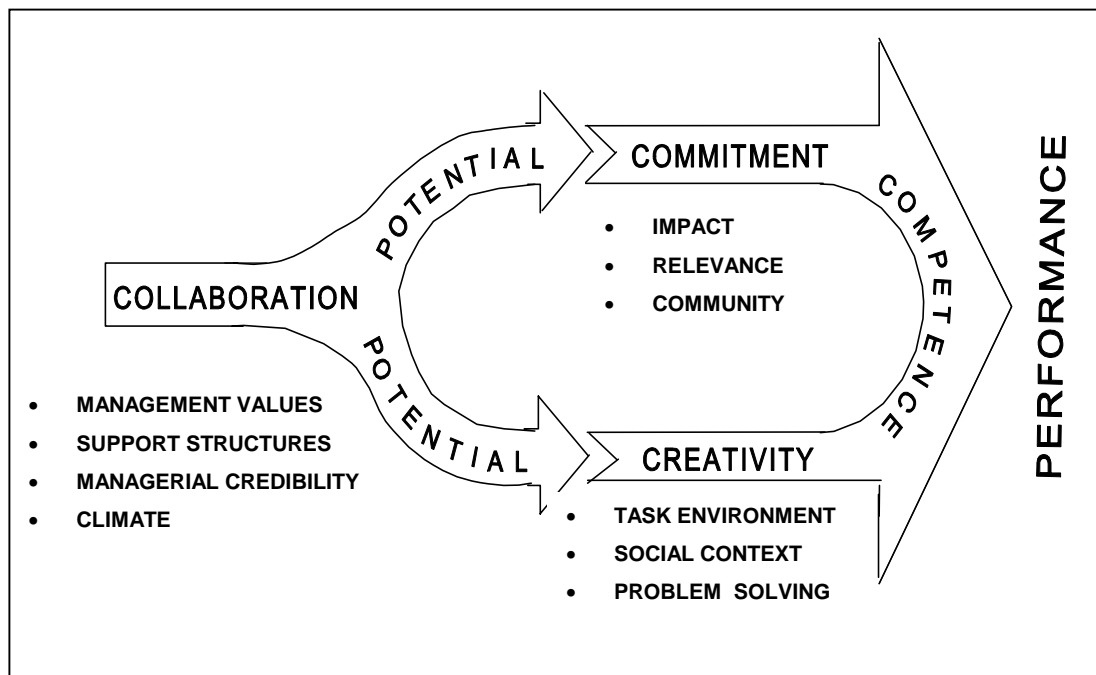 COLLABORATION
• MANAGEMENT VALUES
• SUPPORT STRUCTURES
• MANAGERIAL CREDIBILITY
• CLIMATE
POTENTIAL
POTENTIAL
COMMITMENT
• IMPACT
• RELEVANCE
• COMMUNITY
CREATIVITY
• TASK ENVIRONMENT
• SOCIAL CONTEXT
• PROBLEM SOLVING
COMPETENCE
PERFORMANCE